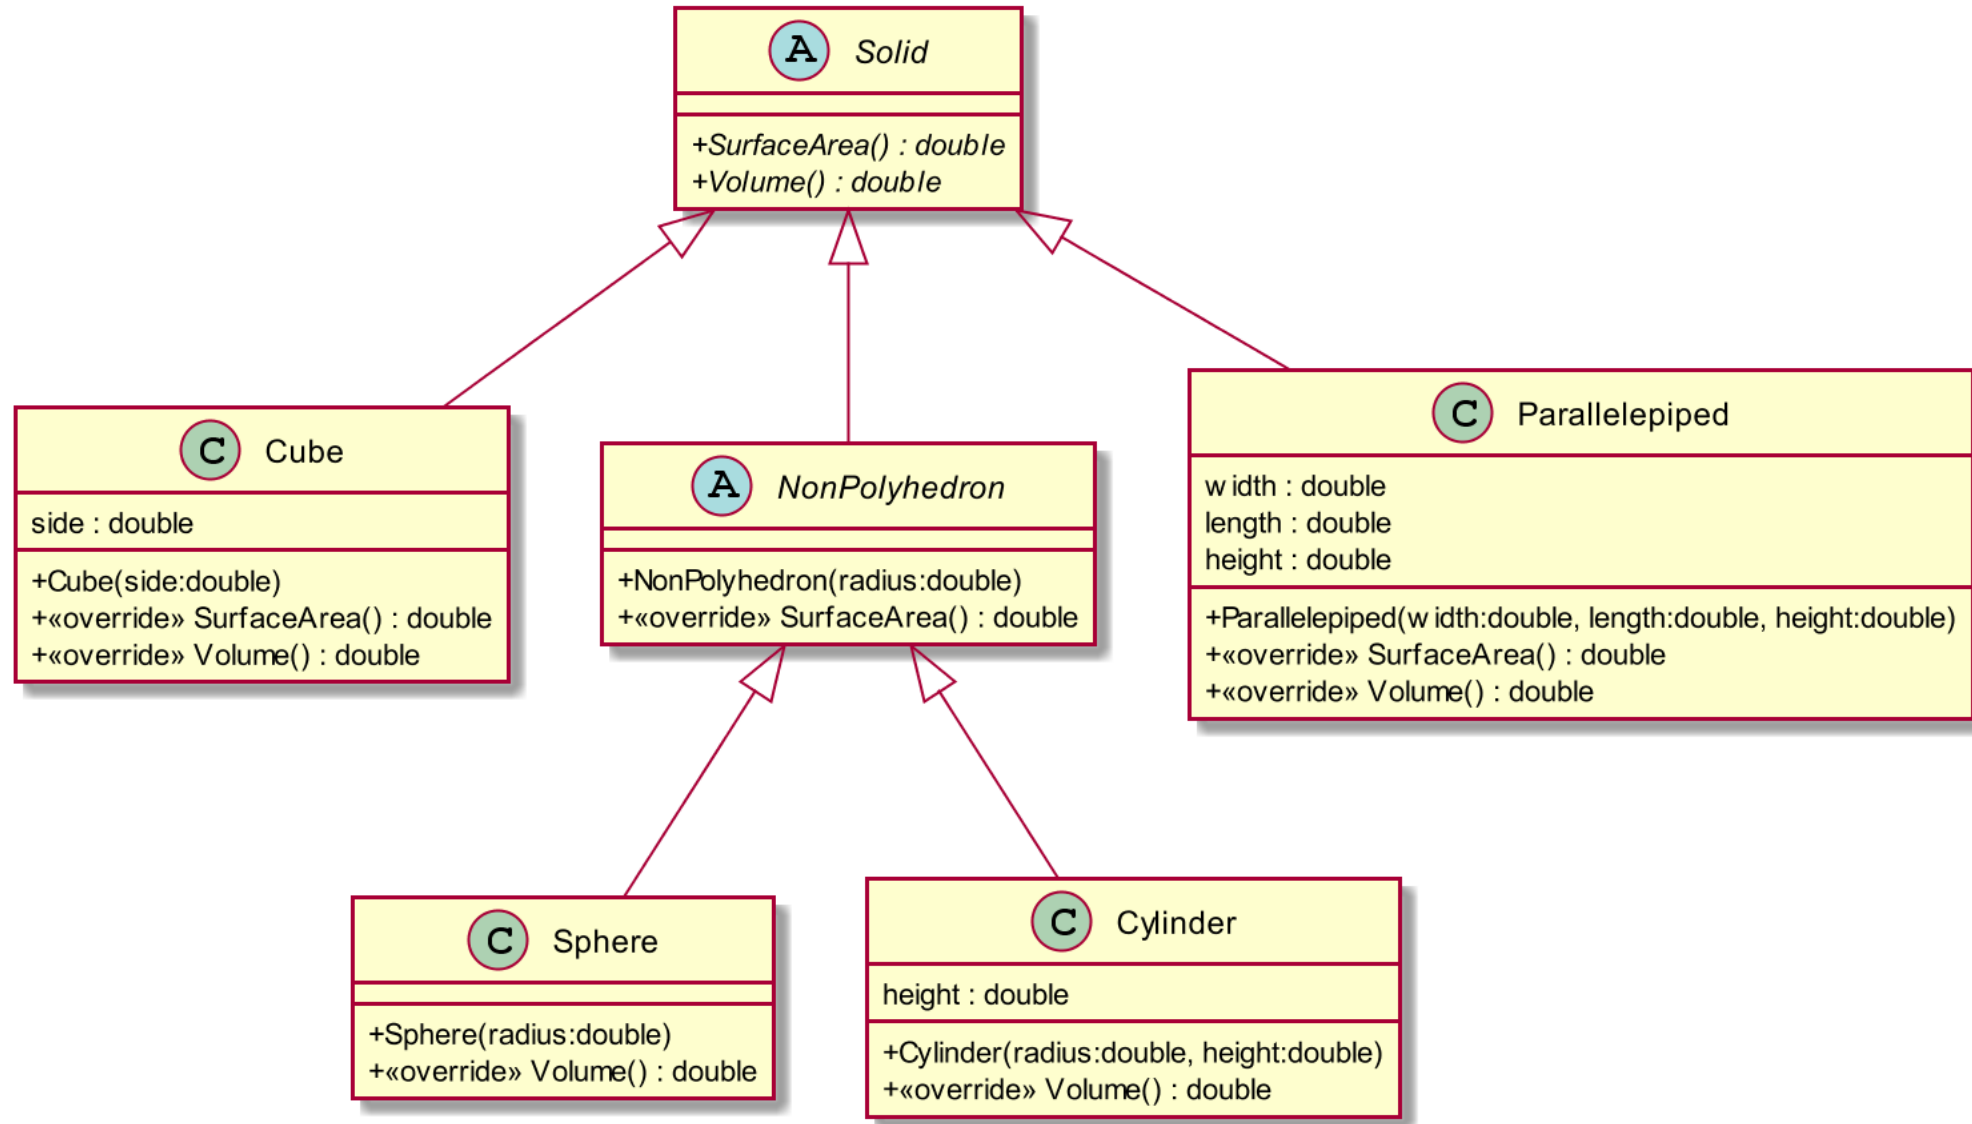 A Solid
+SurfaceArea() : double
+Volume() : double
C Cube
side : double
+Cube(side:double)
+«override» SurfaceArea() : double
+«override» Volume() : double
A NonPolyhedron
+NonPolyhedron(radius:double)
+«override» SurfaceArea() : double
C Parallelepiped
width : double
length : double
height : double
+Parallelepiped(width:double, length:double, height:double)
+«override» SurfaceArea() : double
+«override» Volume() : double
C Sphere
+Sphere(radius:double)
+«override» Volume() : double
C Cylinder
height : double
+Cylinder(radius:double, height:double)
+«override» Volume() : double